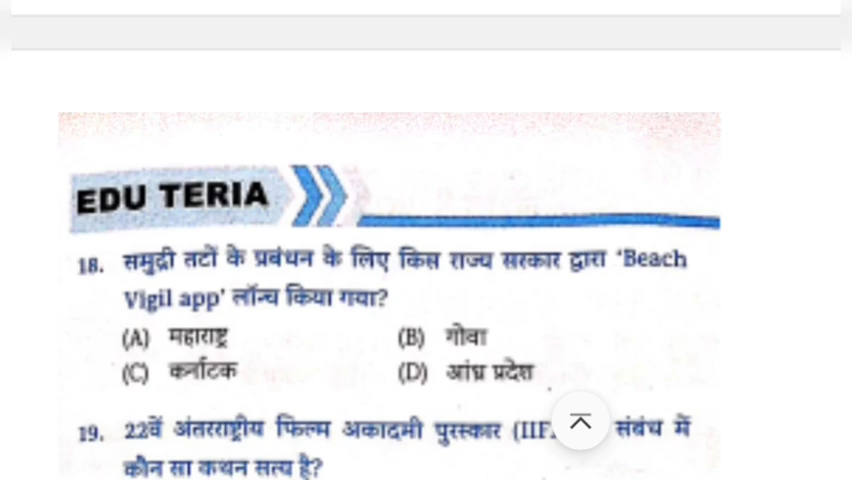 EDU TERIA
18. समुद्री तटों के प्रबंधन के लिए किस राज्य सरकार द्वारा 'Beach
Vigil app' लॉन्च किया गया?
(A) महाराष्ट्र (B) गोवा
(C) कर्नाटक (D) आंध्र प्रदेश
19. 22वें अंतरराष्ट्रीय फिल्म अकादमी पुरस्कार संबंध में
कौन सा कथन सत्य है?